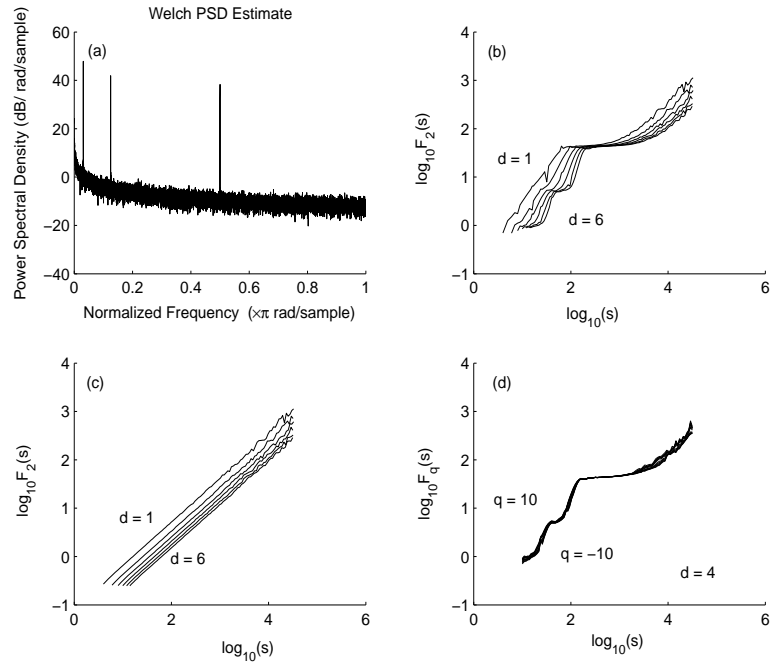 Welch PSD Estimate
(a)
Power Spectral Density (dB/ rad/sample)
60
40
20
0
−20
−40
0
0.2
0.4
0.6
0.8
1
Normalized Frequency (×π rad/sample)
(b)
log10F2(s)
4
3
2
1
0
−1
d = 1
d = 6
0
2
4
6
log10(s)
(c)
log10F2(s)
4
3
2
1
0
−1
d = 1
d = 6
0
2
4
6
log10(s)
(d)
log10Fq(s)
4
3
2
1
0
−1
q = 10
q = −10
d = 4
0
2
4
6
log10(s)